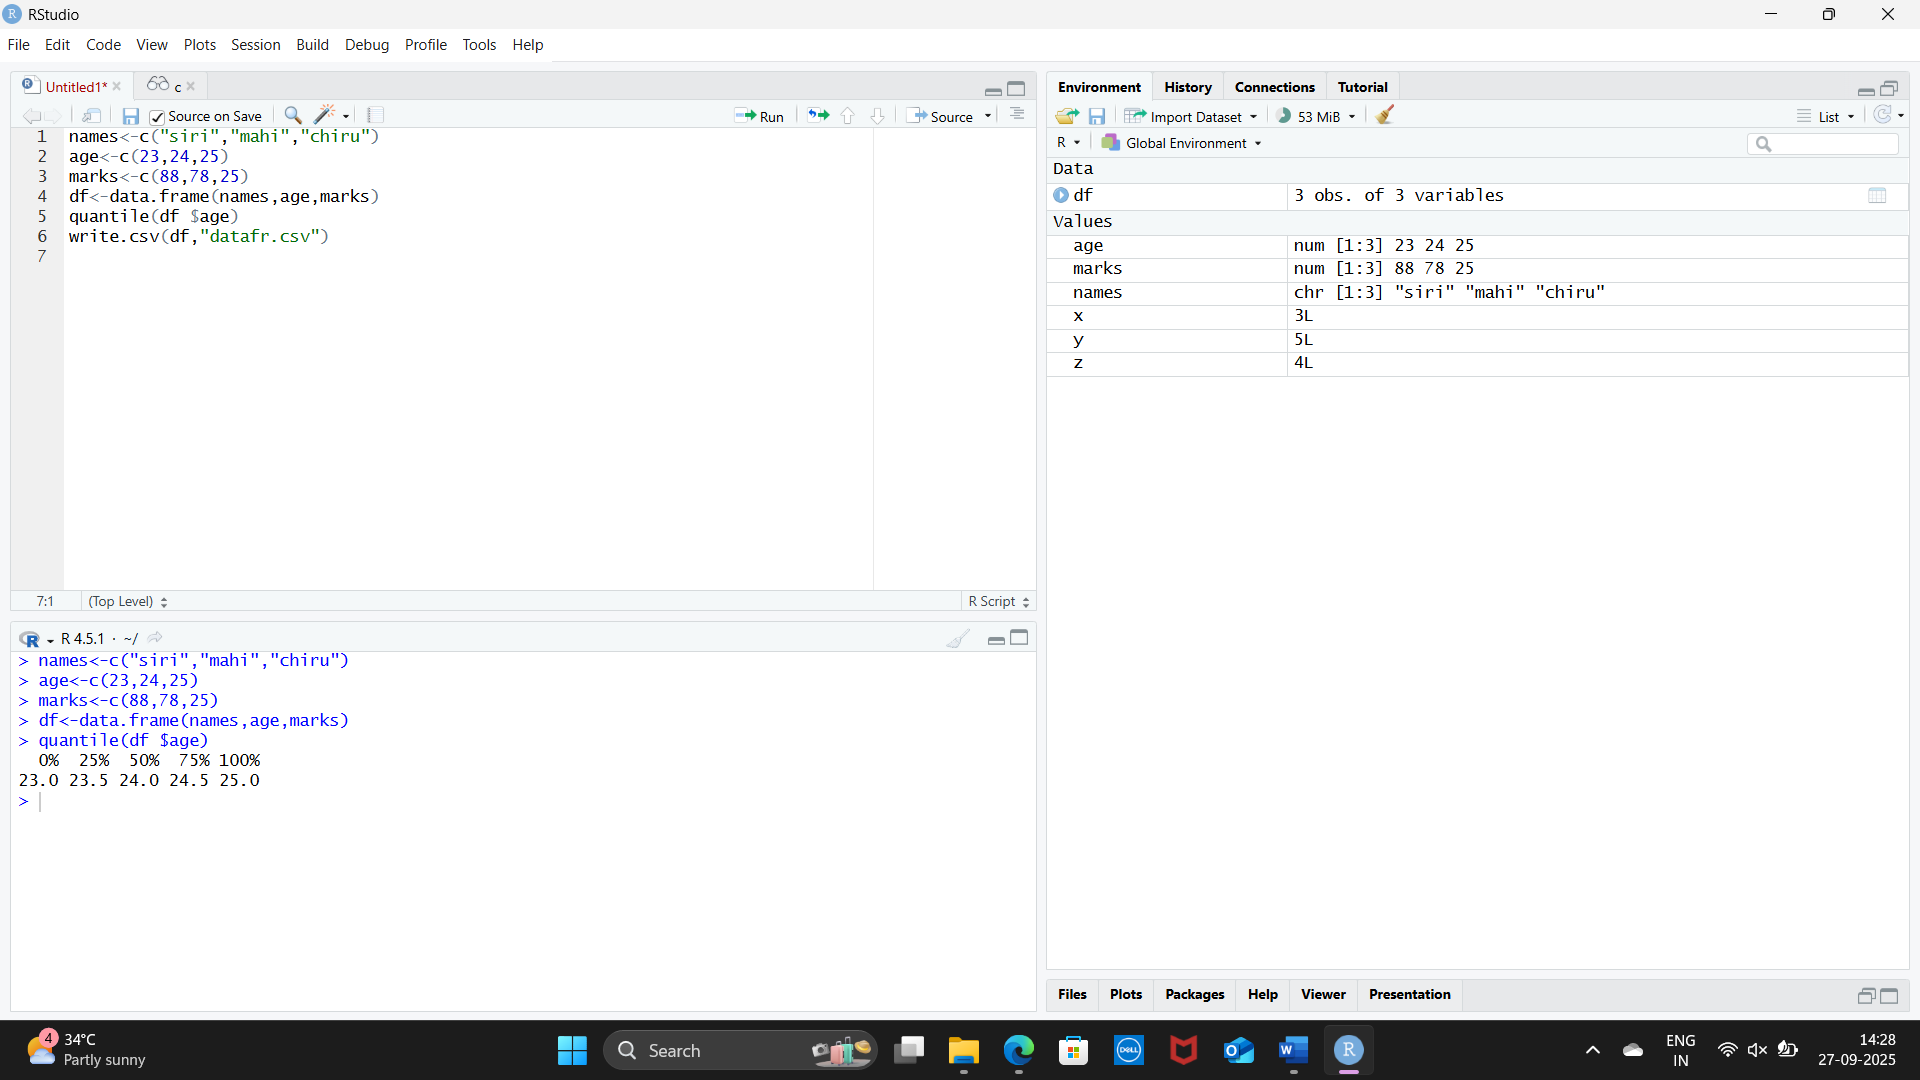 RStudio
File Edit Code View Plots Session Build Debug Profile Tools Help
Untitled1* c
Source on Save Run Source
1 names<-c("siri","mahi","chiru")
2 age<-c(23,24,25)
3 marks<-c(88,78,25)
4 df<-data.frame(names,age,marks)
5 quantile(df $age)
6 write.csv(df,"datafr.csv")
7
7:1 (Top Level) R Script
R 4.5.1 · ~/
> names<-c("siri","mahi","chiru")
> age<-c(23,24,25)
> marks<-c(88,78,25)
> df<-data.frame(names,age,marks)
> quantile(df $age)
0% 25% 50% 75% 100%
23.0 23.5 24.0 24.5 25.0
>
Environment History Connections Tutorial
Import Dataset 53 MiB List
R Global Environment
Data
df 3 obs. of 3 variables
Values
age num [1:3] 23 24 25
marks num [1:3] 88 78 25
names chr [1:3] "siri" "mahi" "chiru"
x 3L
y 5L
z 4L
Files Plots Packages Help Viewer Presentation
4 34°C
Partly sunny
Search
DELL
ENG
IN
14:28
27-09-2025